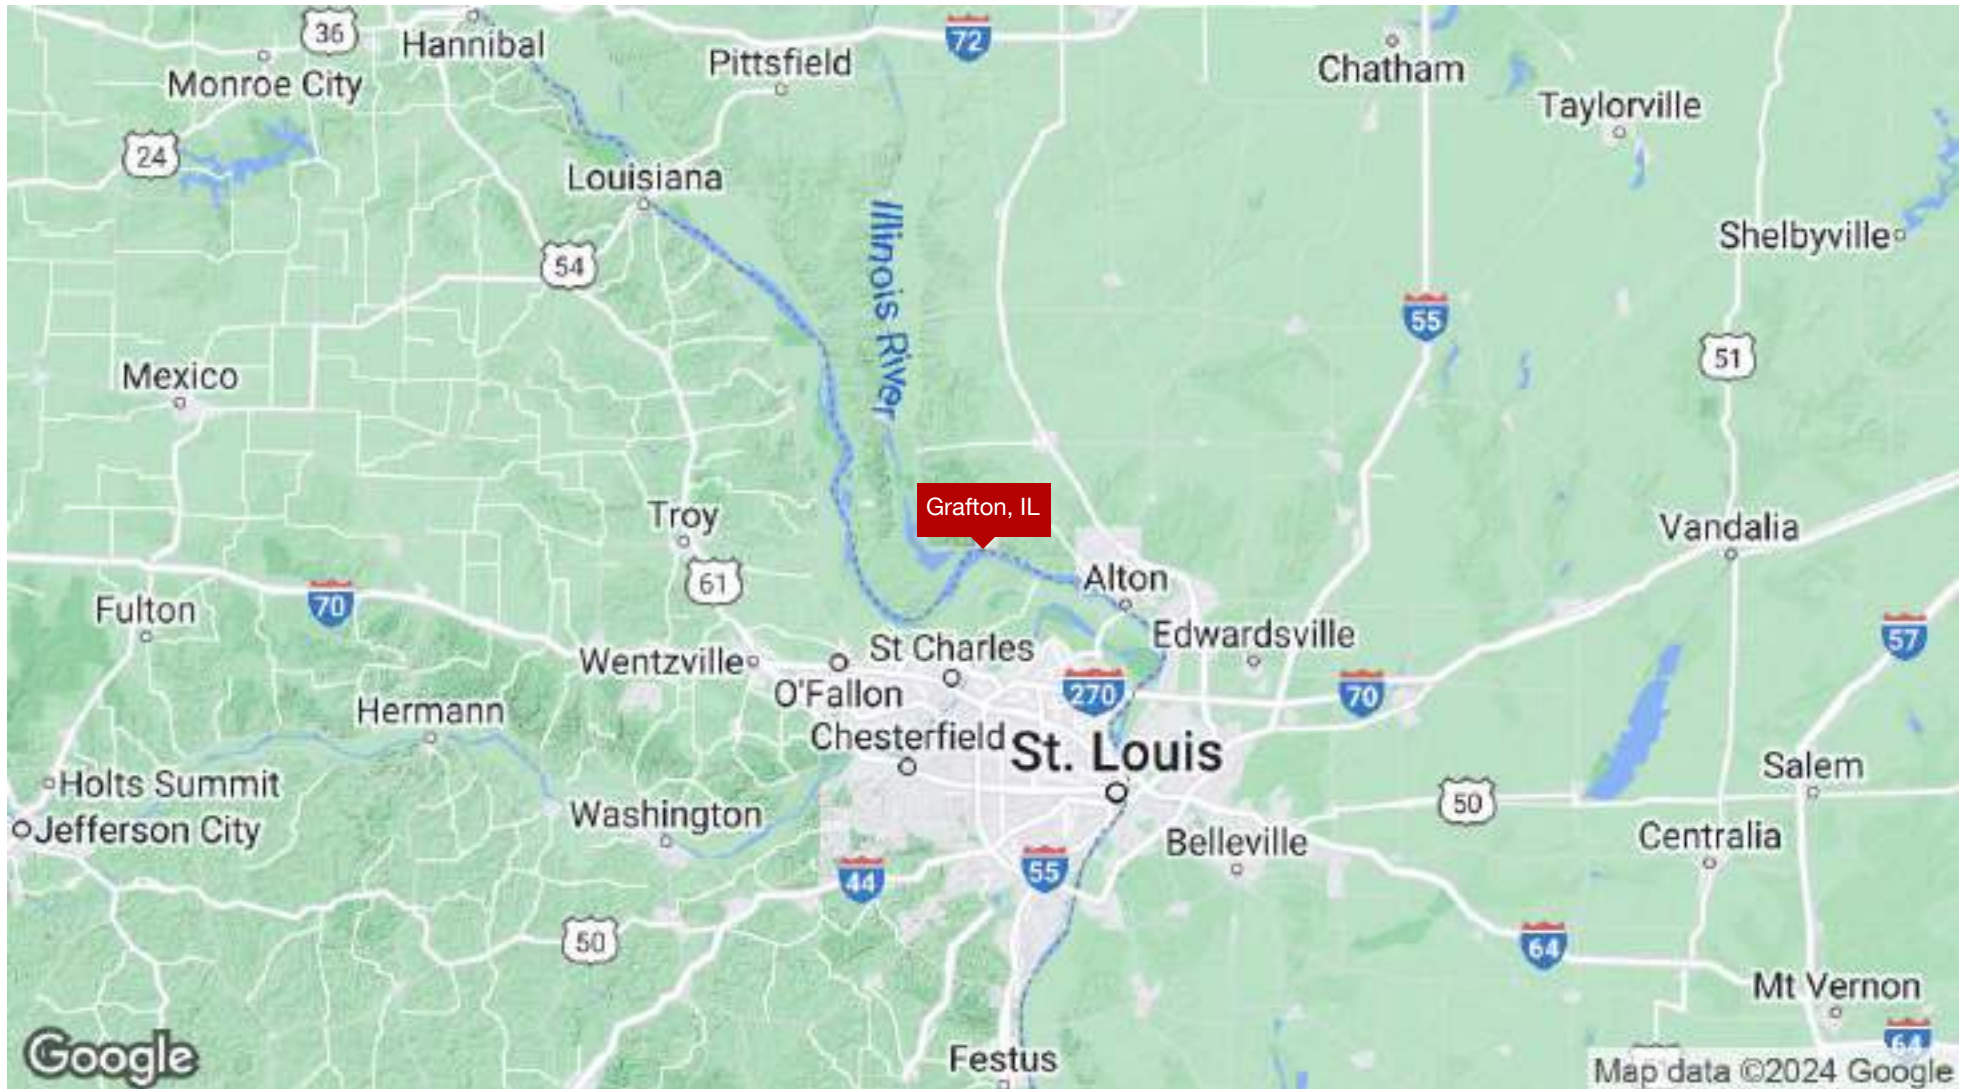 36
Hannibal
72
Pittsfield
Chatham
Monroe City
Taylorville
24
Louisiana
Illinois River
Shelbyville
54
55
51
Mexico
Grafton, IL
Troy
Vandalia
61
Alton
70
Fulton
57
Edwardsville
St Charles
Wentzville
O'Fallon
270
70
Hermann
Chesterfield
St. Louis
Salem
Holts Summit
50
Washington
Jefferson City
Centralia
Belleville
44
55
50
64
Mt Vernon
64
Google
Festus
Map data ©2024 Google